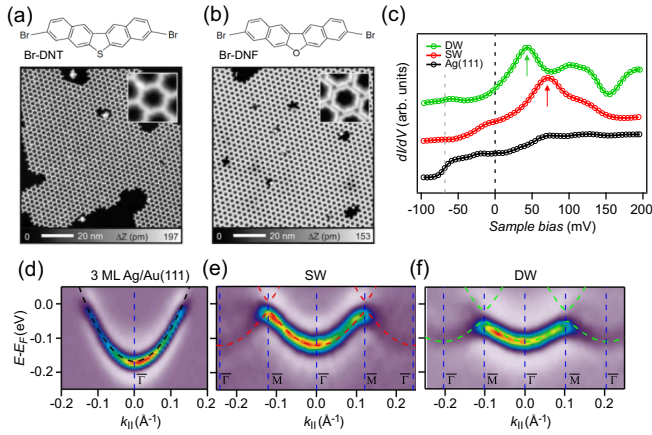 (a)
Br
Br
S
Br-DNT
0
20 nm
ΔZ (pm)
197
(b)
Br
Br
O
Br-DNF
0
20 nm
ΔZ (pm)
153
(c)
DW
SW
Ag(111)
dI/dV (arb. units)
-100 -50 0 50 100 150 200
Sample bias (mV)
(d) 3 ML Ag/Au(111)
E-E_F (eV)
0.0
-0.1
-0.2
Γ̅
-0.2 -0.1 0.0 0.1 0.2
k_II (Å⁻¹)
(e) SW
Γ̅ M̅ Γ̅ M̅ Γ̅
-0.2 -0.1 0.0 0.1 0.2
k_II (Å⁻¹)
(f) DW
Γ̅ M̅ Γ̅ M̅ Γ̅
-0.2 -0.1 0.0 0.1 0.2
k_II (Å⁻¹)